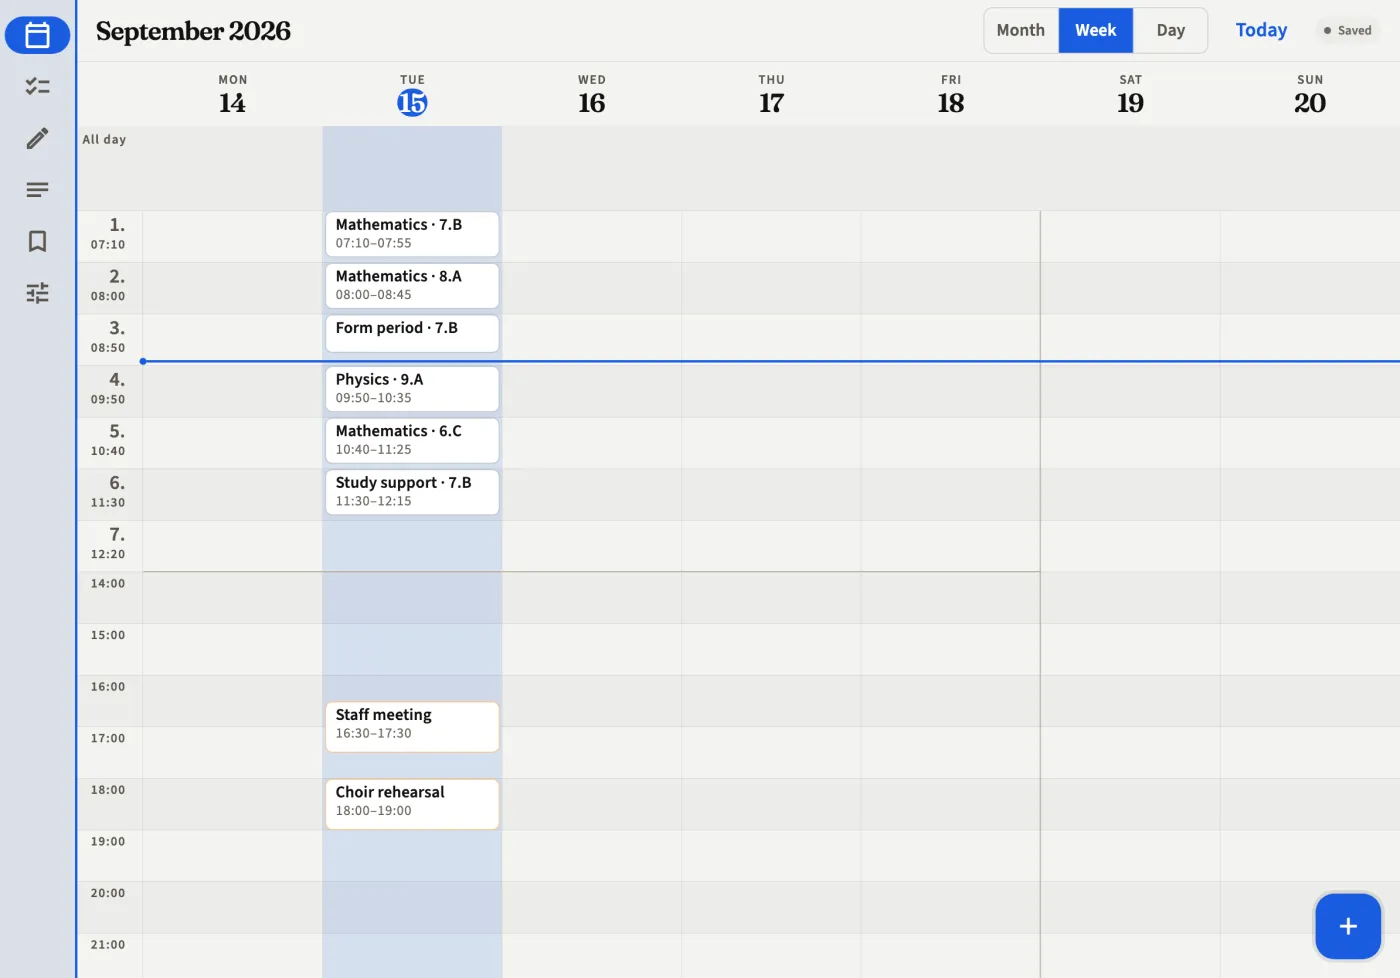 September 2026
Month
Week
Day
Today
Saved
MON
14
TUE
15
WED
16
THU
17
FRI
18
SAT
19
SUN
20
All day
1.
07:10
Mathematics · 7.B
07:10–07:55
2.
08:00
Mathematics · 8.A
08:00–08:45
3.
08:50
Form period · 7.B
4.
09:50
Physics · 9.A
09:50–10:35
5.
10:40
Mathematics · 6.C
10:40–11:25
6.
11:30
Study support · 7.B
11:30–12:15
7.
12:20
14:00
15:00
16:00
Staff meeting
16:30–17:30
17:00
18:00
Choir rehearsal
18:00–19:00
19:00
20:00
21:00